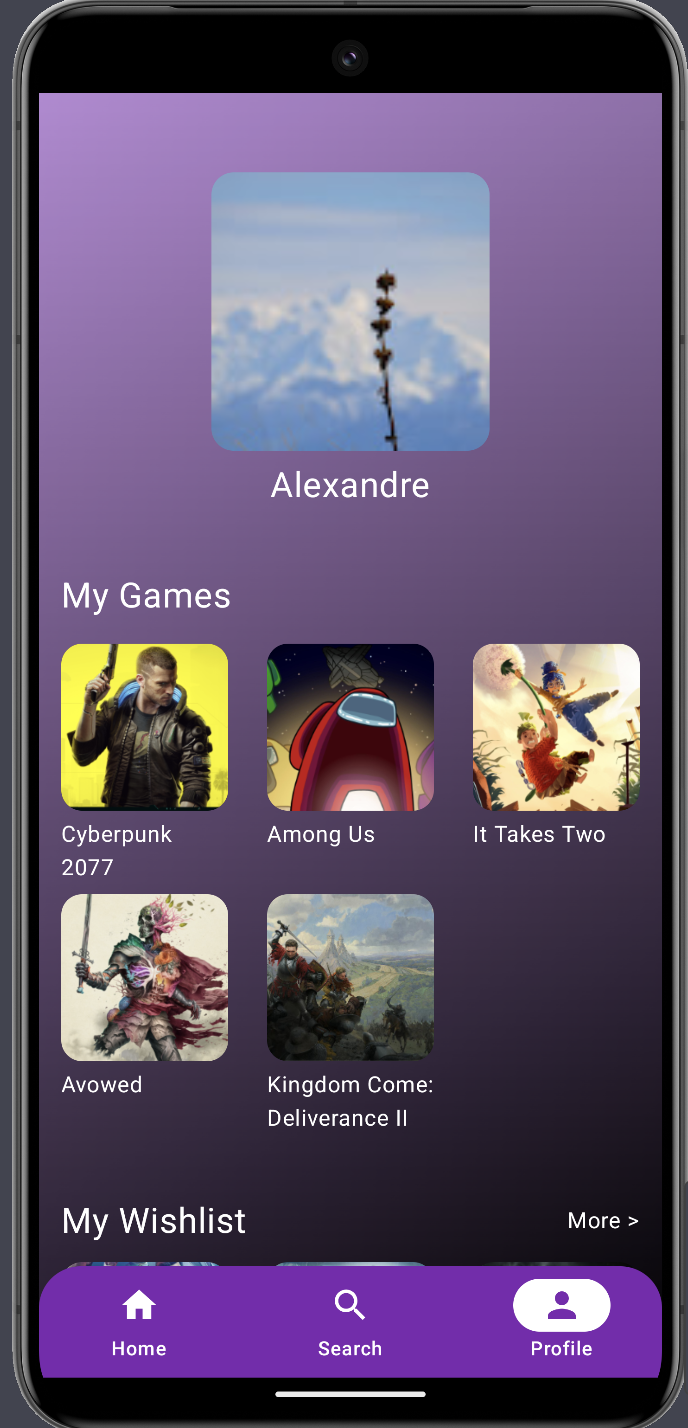 Alexandre
My Games
Cyberpunk
2077
Among Us
It Takes Two
Avowed
Kingdom Come:
Deliverance II
My Wishlist
More >
Home
Search
Profile